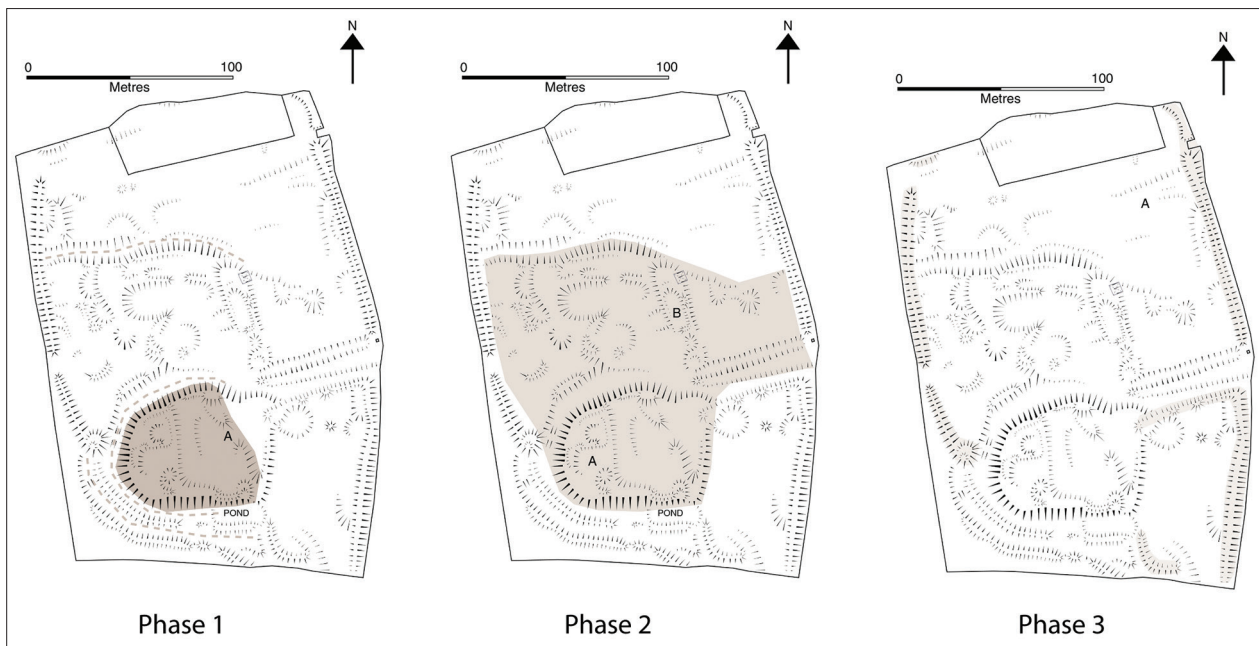 N
0 100
Metres
A
POND
Phase 1
N
0 100
Metres
B
A
POND
Phase 2
N
0 100
Metres
A
Phase 3